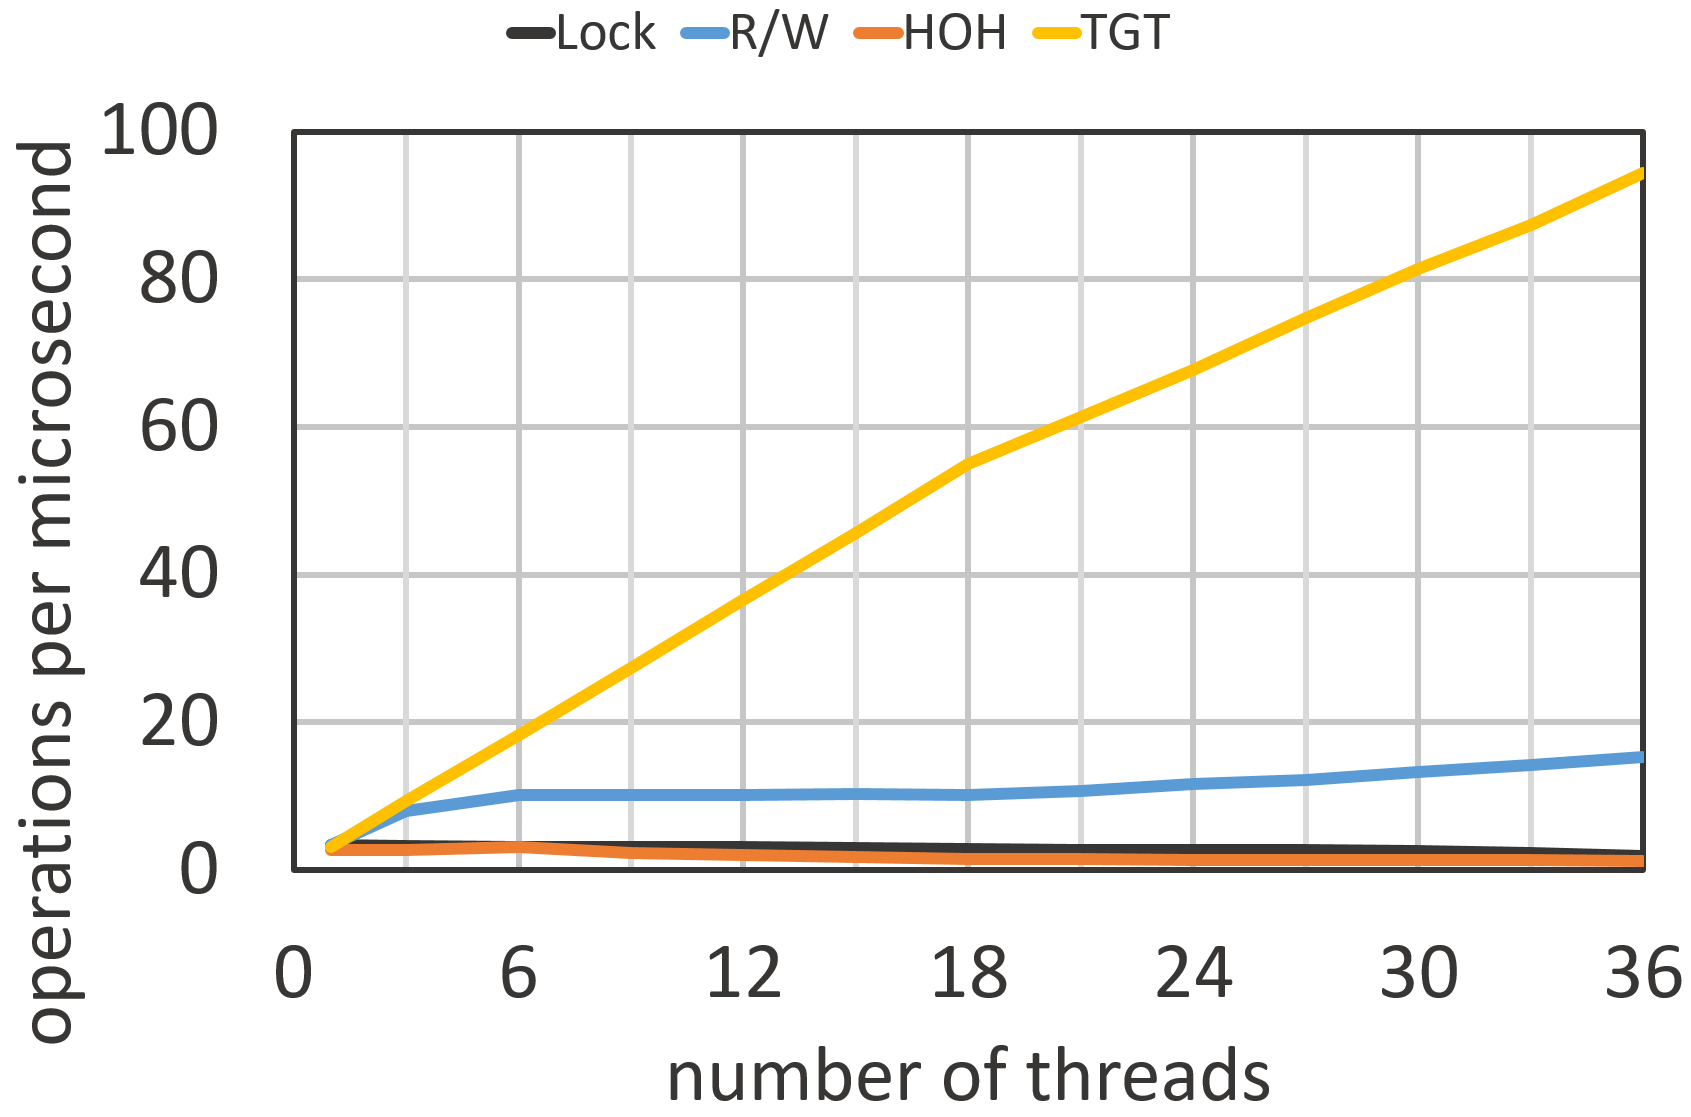 Lock R/W HOH TGT
operations per microsecond
100
80
60
40
20
0
0 6 12 18 24 30 36
number of threads